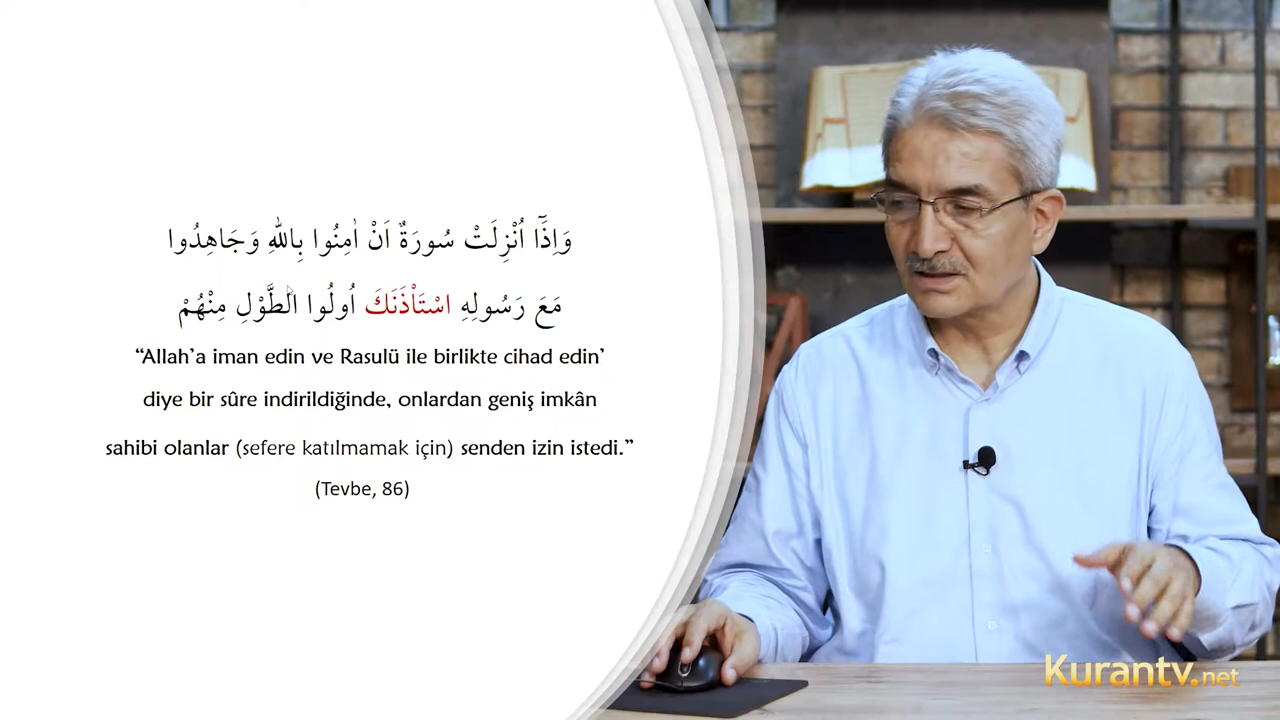 وَاِذَٓا اُنْزِلَتْ سُورَةٌ اَنْ اٰمِنُوا بِاللّٰهِ وَجَاهِدُوا
مَعَ رَسُولِهِ اسْتَأْذَنَكَ اُولُوا الطَّوْلِ مِنْهُمْ
“Allah’a iman edin ve Rasulü ile birlikte cihad edin’
diye bir sûre indirildiğinde, onlardan geniş imkân
sahibi olanlar (sefere katılmamak için) senden izin istedi.”
(Tevbe, 86)
Kurantv.net